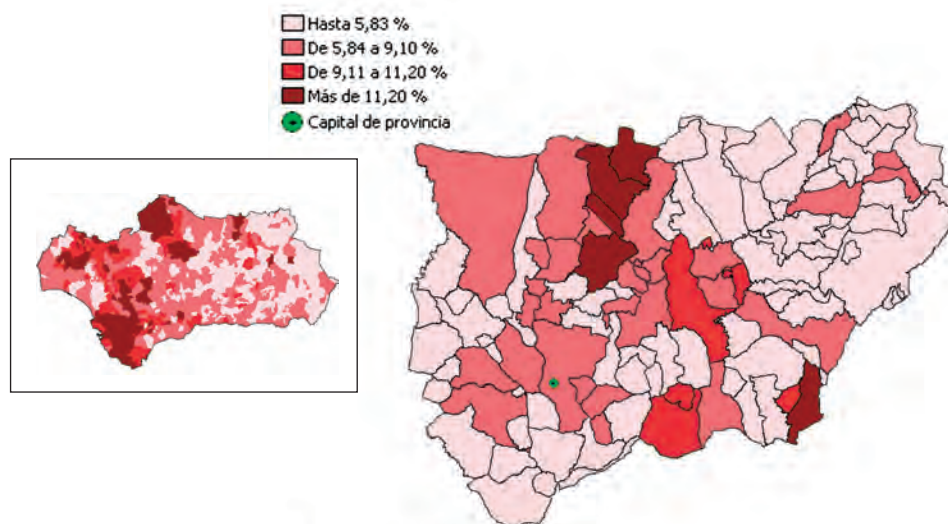 Hasta 5,83 %
De 5,84 a 9,10 %
De 9,11 a 11,20 %
Más de 11,20 %
Capital de provincia